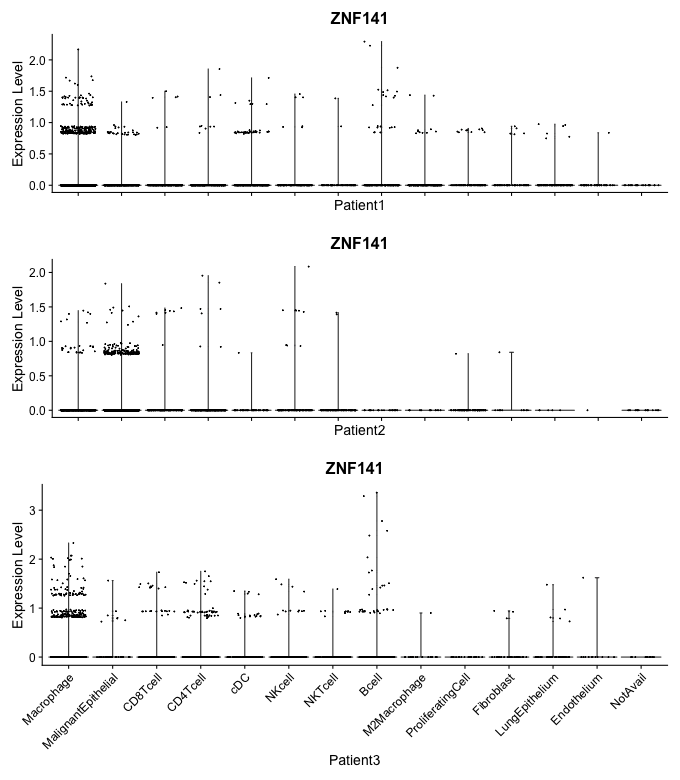 ZNF141
Expression Level
2.0
1.5
1.0
0.5
0.0
Patient1
ZNF141
Expression Level
2.0
1.5
1.0
0.5
0.0
Patient2
ZNF141
Expression Level
3
2
1
0
Macrophage
MalignantEpithelial
CD8Tcell
CD4Tcell
cDC
NKcell
NKTcell
Bcell
M2Macrophage
ProliferatingCell
Fibroblast
LungEpithelium
Endothelium
NotAvail
Patient3